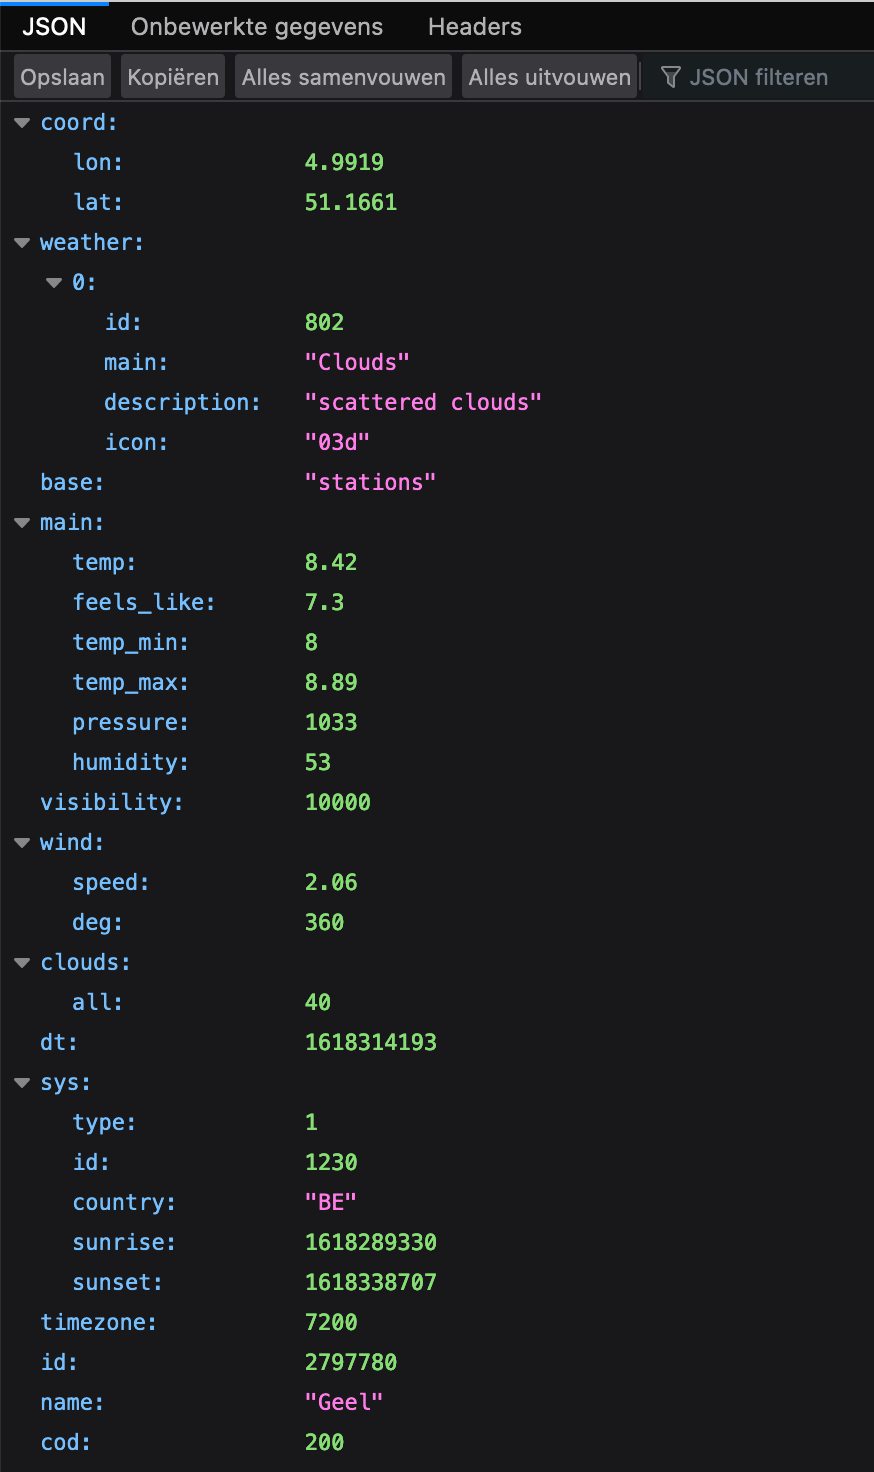 JSON Onbewerkte gegevens Headers
Opslaan Kopiëren Alles samenvouwen Alles uitvouwen JSON filteren
coord:
lon: 4.9919
lat: 51.1661
weather:
0:
id: 802
main: "Clouds"
description: "scattered clouds"
icon: "03d"
base: "stations"
main:
temp: 8.42
feels_like: 7.3
temp_min: 8
temp_max: 8.89
pressure: 1033
humidity: 53
visibility: 10000
wind:
speed: 2.06
deg: 360
clouds:
all: 40
dt: 1618314193
sys:
type: 1
id: 1230
country: "BE"
sunrise: 1618289330
sunset: 1618338707
timezone: 7200
id: 2797780
name: "Geel"
cod: 200